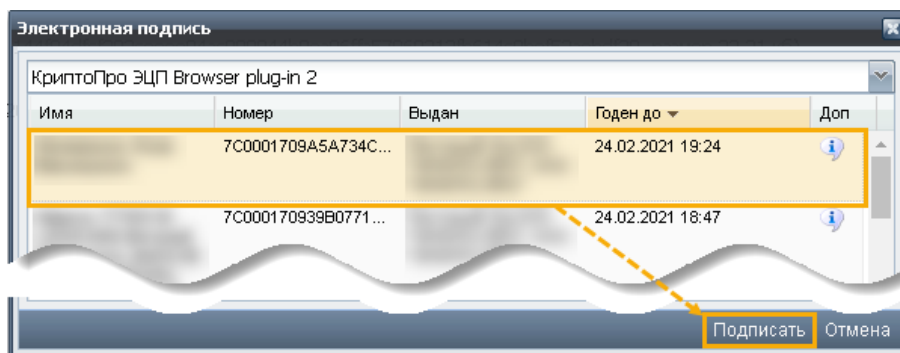 Электронная подпись
КриптоПро ЭЦП Browser plug-in 2
Имя Номер Выдан Годен до Доп
7C0001709A5A734C... 24.02.2021 19:24
7C000170939B0771... 24.02.2021 18:47
Подписать Отмена